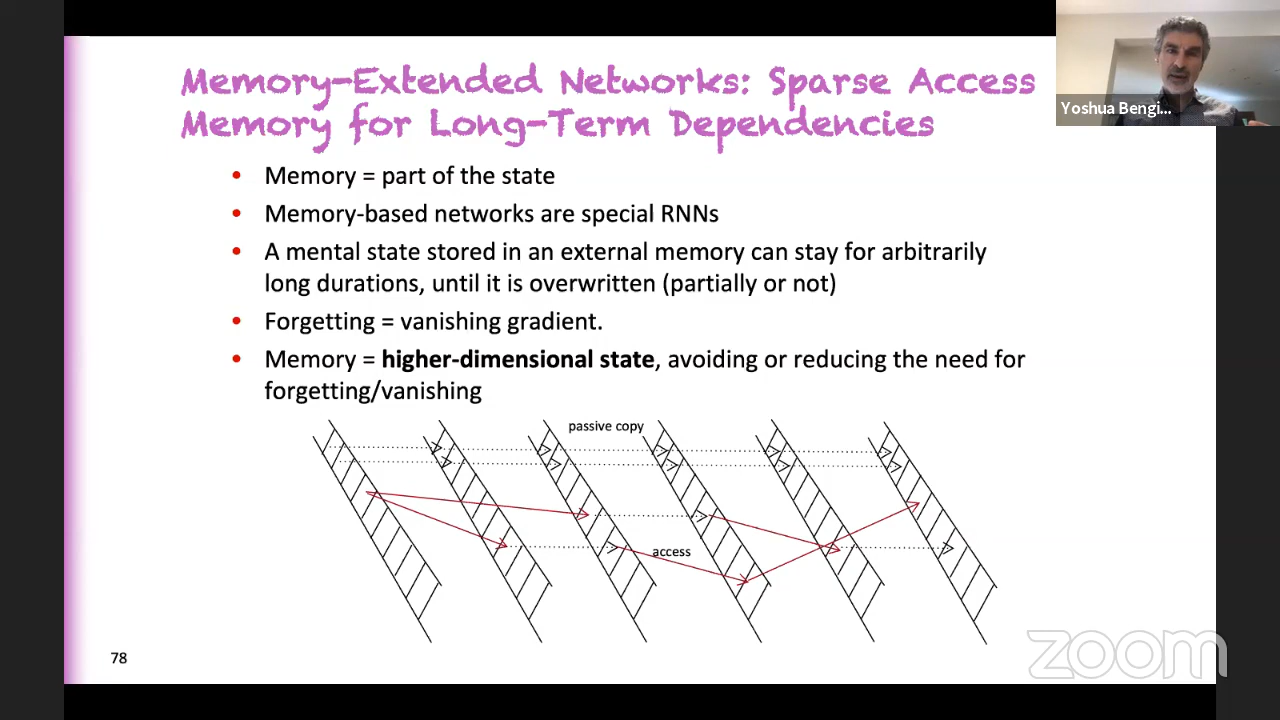 Memory-Extended Networks: Sparse Access
Memory for Long-Term Dependencies
Yoshua Bengi...
• Memory = part of the state
• Memory-based networks are special RNNs
• A mental state stored in an external memory can stay for arbitrarily
long durations, until it is overwritten (partially or not)
• Forgetting = vanishing gradient.
• Memory = higher-dimensional state, avoiding or reducing the need for
forgetting/vanishing
passive copy
access
78
zoom